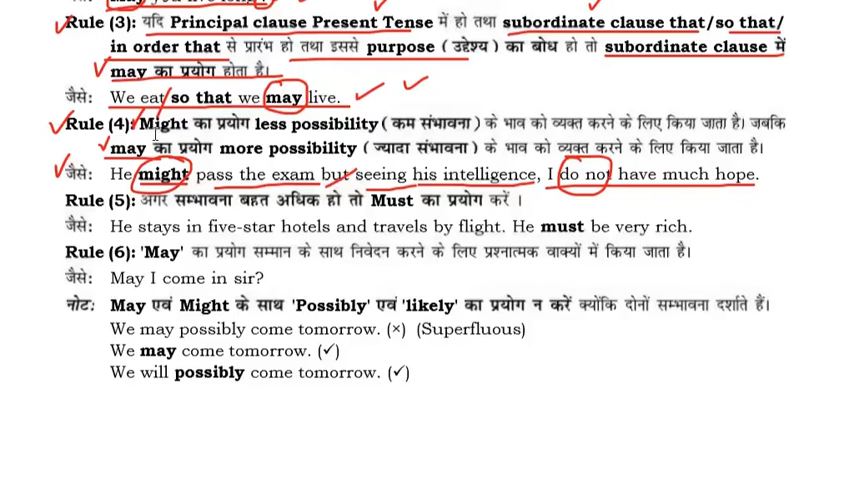 Rule (3): यदि Principal clause Present Tense में हो तथा subordinate clause that/so that/
in order that से प्रारंभ हो तथा इससे purpose (उद्देश्य) का बोध हो तो subordinate clause में
may का प्रयोग होता है।
जैसे: We eat so that we may live.
Rule (4): Might का प्रयोग less possibility (कम संभावना) के भाव को व्यक्त करने के लिए किया जाता है। जबकि
may का प्रयोग more possibility (ज्यादा संभावना) के भाव को व्यक्त करने के लिए किया जाता है।
जैसे: He might pass the exam but seeing his intelligence, I do not have much hope.
Rule (5): अगर सम्भावना बहुत अधिक हो तो Must का प्रयोग करें ।
जैसे: He stays in five-star hotels and travels by flight. He must be very rich.
Rule (6): 'May' का प्रयोग सम्मान के साथ निवेदन करने के लिए प्रश्नात्मक वाक्यों में किया जाता है।
जैसे: May I come in sir?
नोट: May एवं Might के साथ 'Possibly' एवं 'likely' का प्रयोग न करें क्योंकि दोनों सम्भावना दर्शाते हैं।
We may possibly come tomorrow. (×) (Superfluous)
We may come tomorrow. (✓)
We will possibly come tomorrow. (✓)